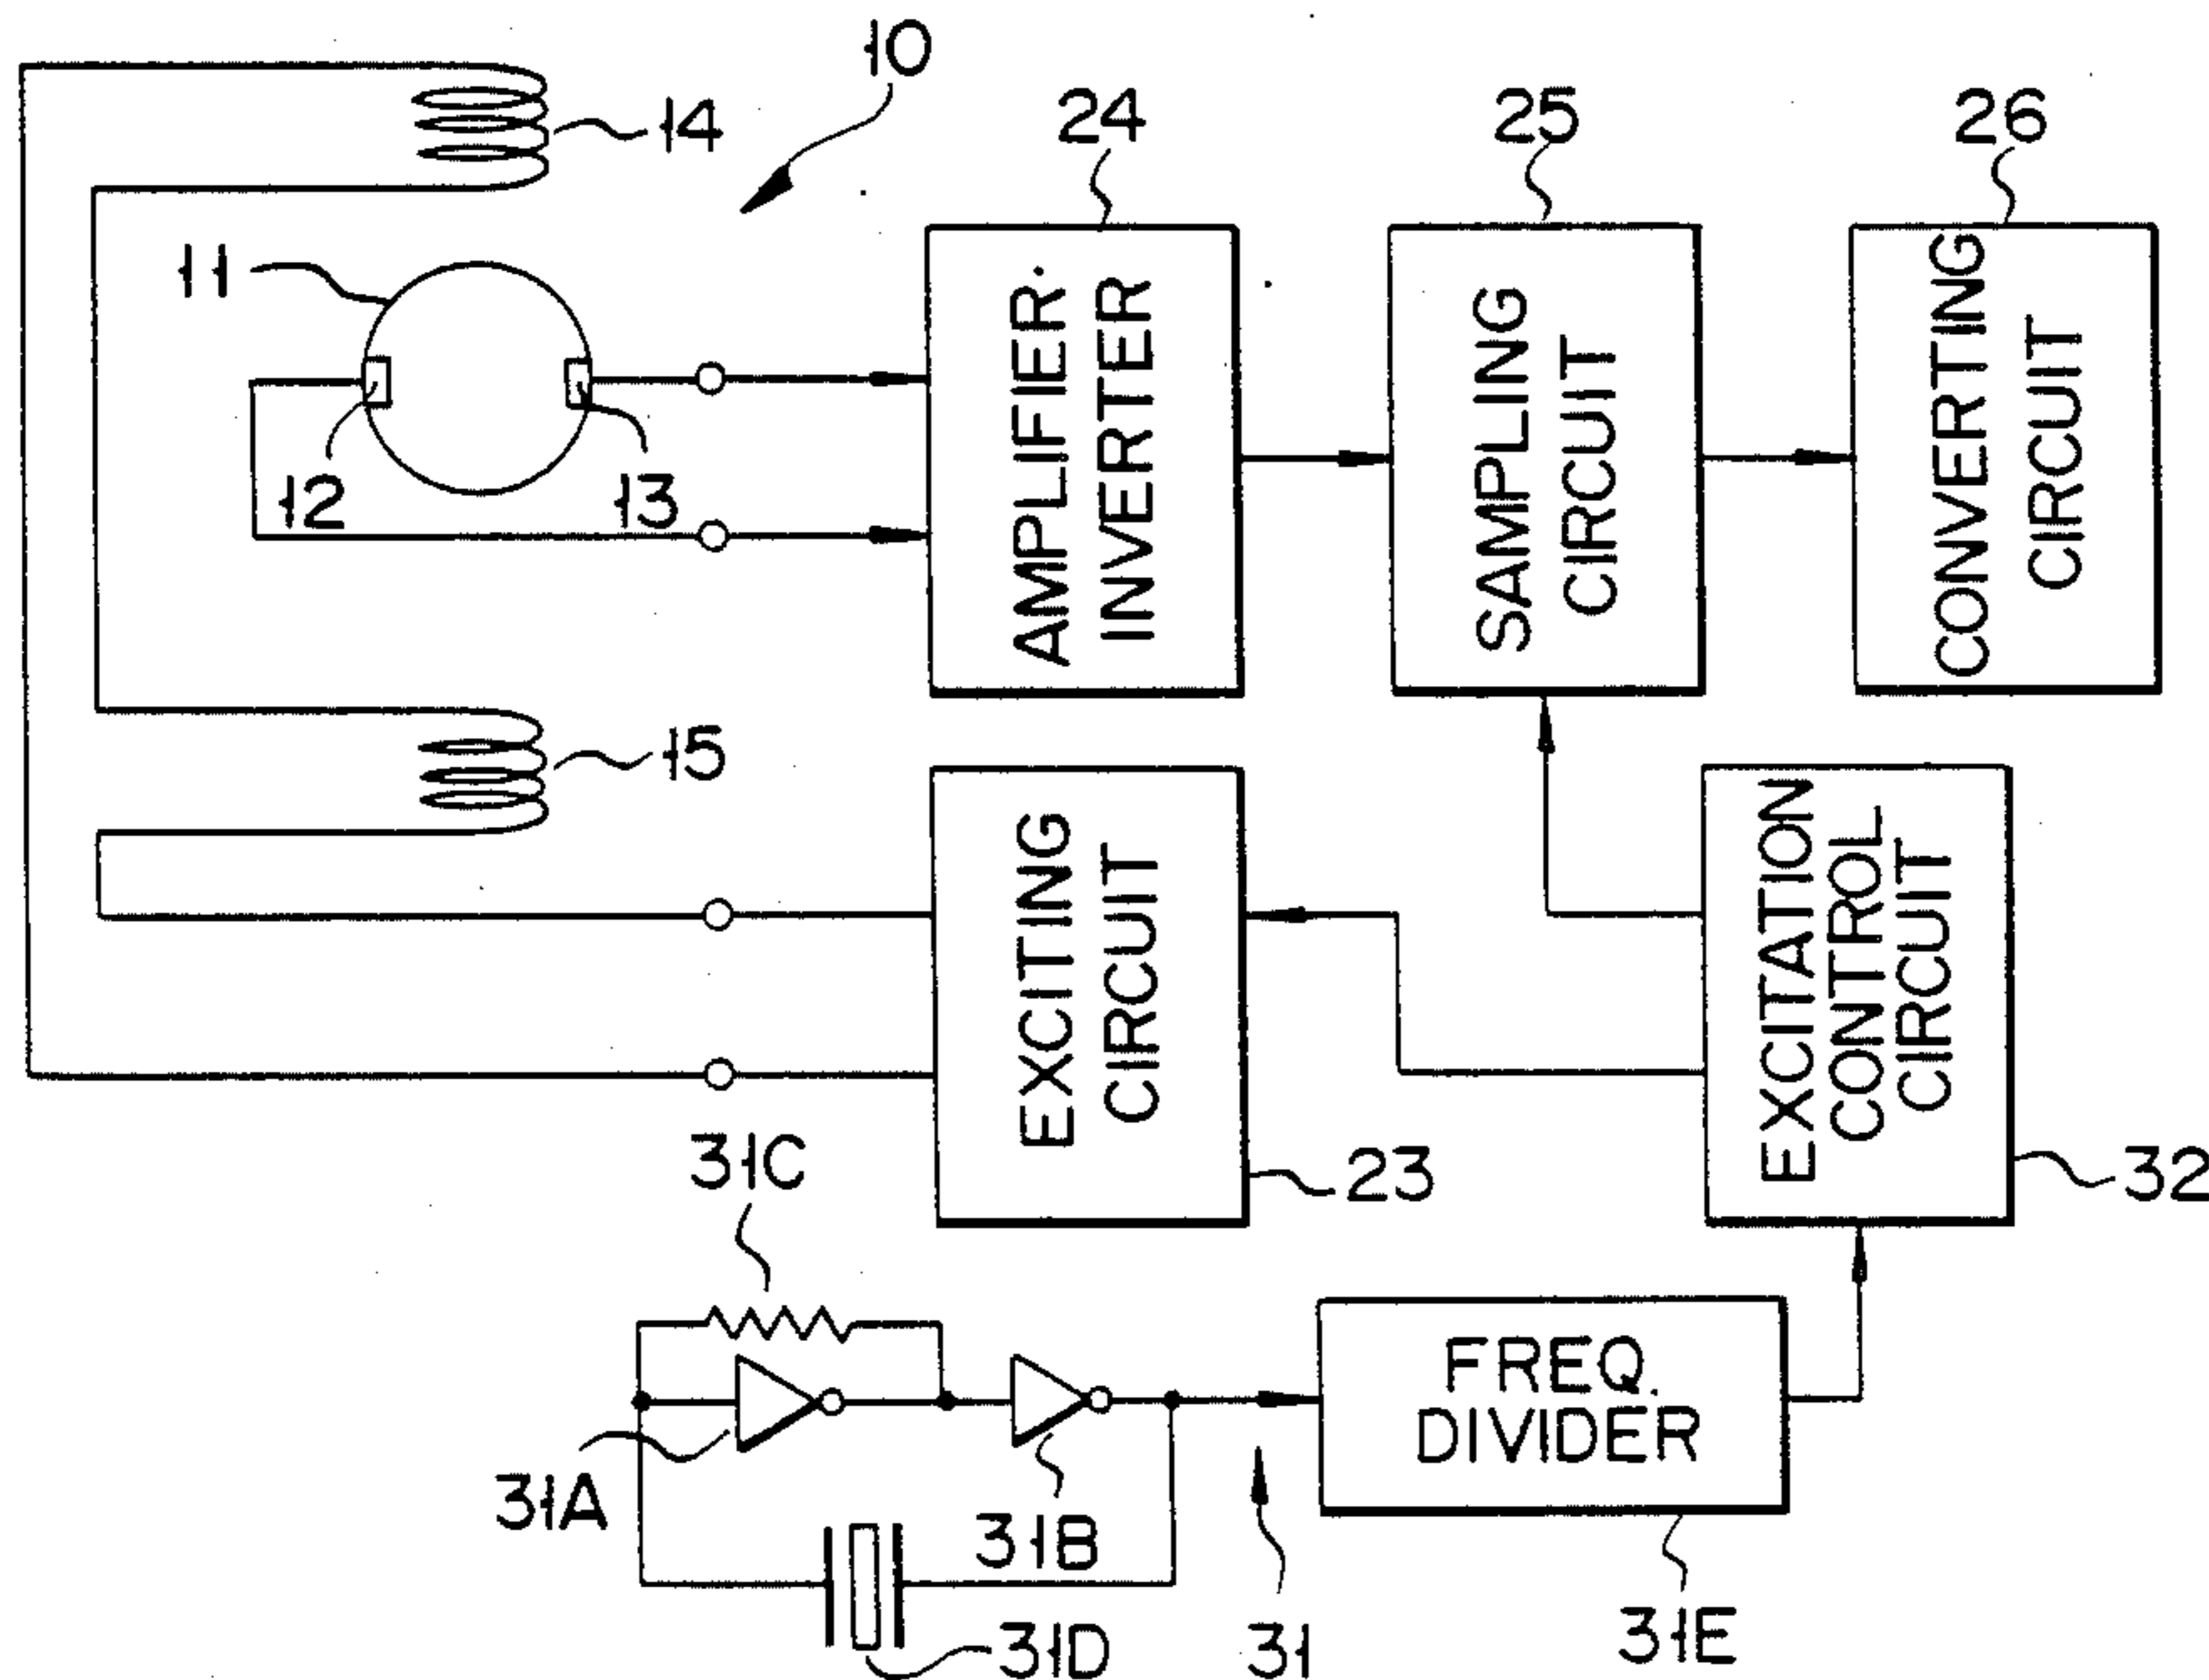 10
14
24
25
26
11
12
13
AMPLIFIER·
INVERTER
SAMPLING
CIRCUIT
CONVERTING
CIRCUIT
15
EXCITING
CIRCUIT
EXCITATION
CONTROL
CIRCUIT
31C
23
32
FREQ.
DIVIDER
31A
31B
31D
31
31E